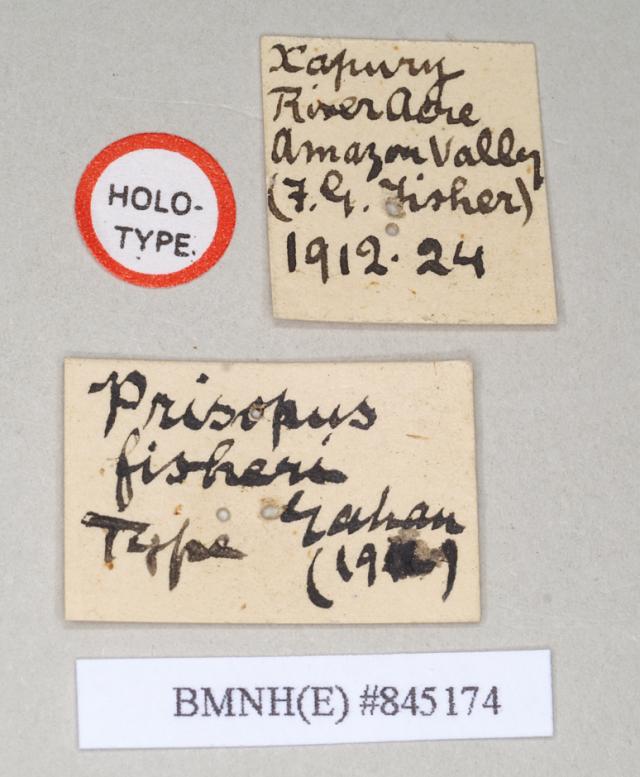 Xapury
River Acre
Amazon Valley
(F. G. Fisher)
1912. 24
HOLO-
TYPE.
Prisopus
fisheri
Gahan
Type
BMNH(E) #845174